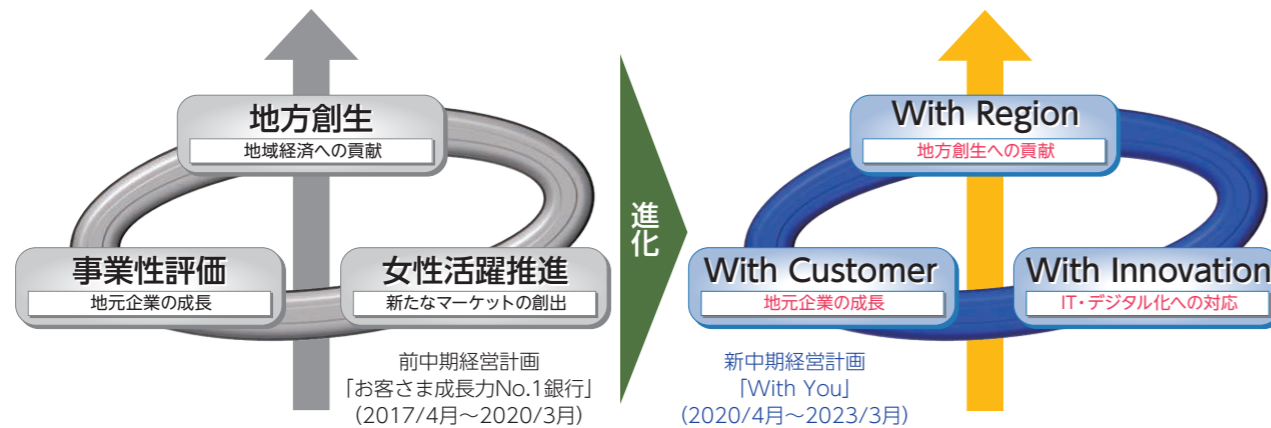 地方創生
地域経済への貢献
事業性評価
地元企業の成長
女性活躍推進
新たなマーケットの創出
前中期経営計画
「お客さま成長力No.1銀行」
(2017/4月～2020/3月)
進化
With Region
地方創生への貢献
With Customer
地元企業の成長
With Innovation
IT・デジタル化への対応
新中期経営計画
「With You」
(2020/4月～2023/3月)